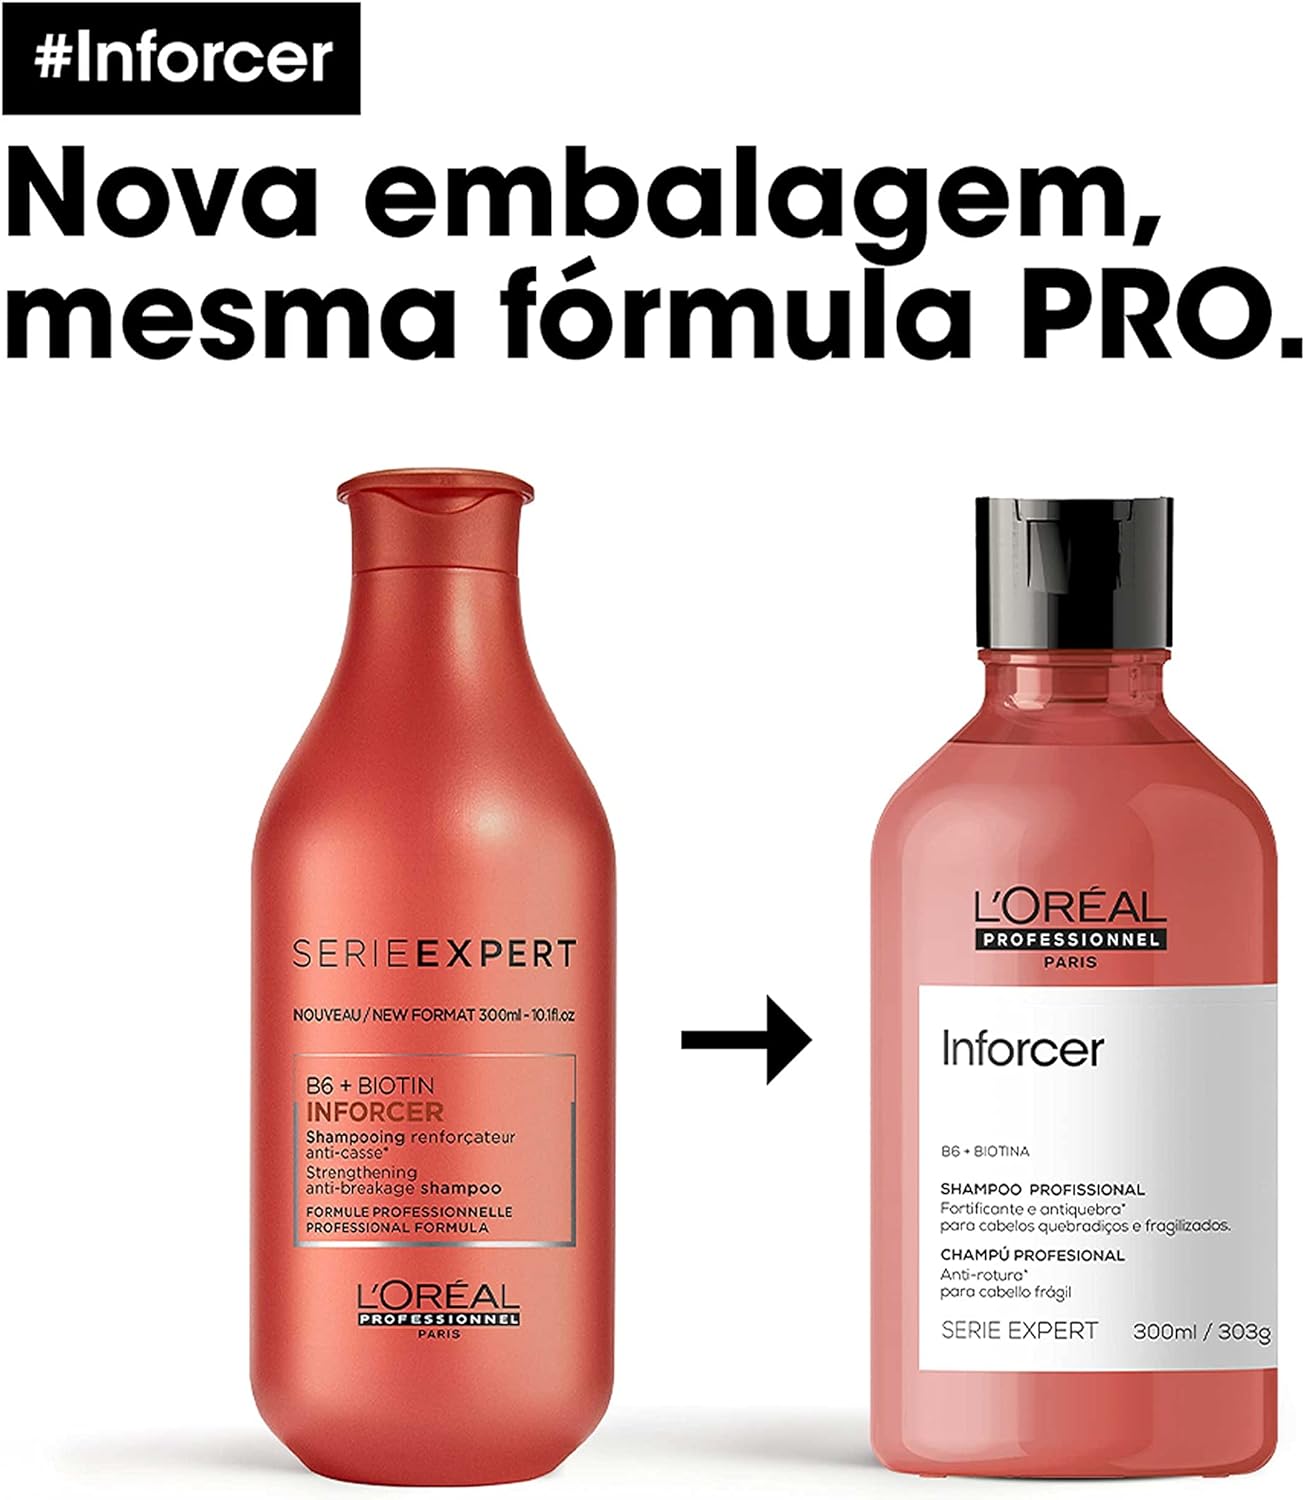 #Inforcer
Nova embalagem,
mesma fórmula PRO.
SERIEEXPERT
NOUVEAU/NEW FORMAT 300ml-10.1fl.oz
B6 + BIOTIN
INFORCER
Shampooing renforçateur
anti-casse*
Strengthening
anti-breakage shampoo
FORMULE PROFESSIONNELLE
PROFESSIONAL FORMULA
L'ORÉAL
PROFESSIONNEL
PARIS
L'ORÉAL
PROFESSIONNEL
PARIS
Inforcer
B6 + BIOTINA
SHAMPOO PROFISSIONAL
Fortificante e antiquebra*
para cabelos quebradiços e fragilizados.
CHAMPÚ PROFESIONAL
Anti-rotura*
para cabello frágil
SERIE EXPERT 300ml / 303g